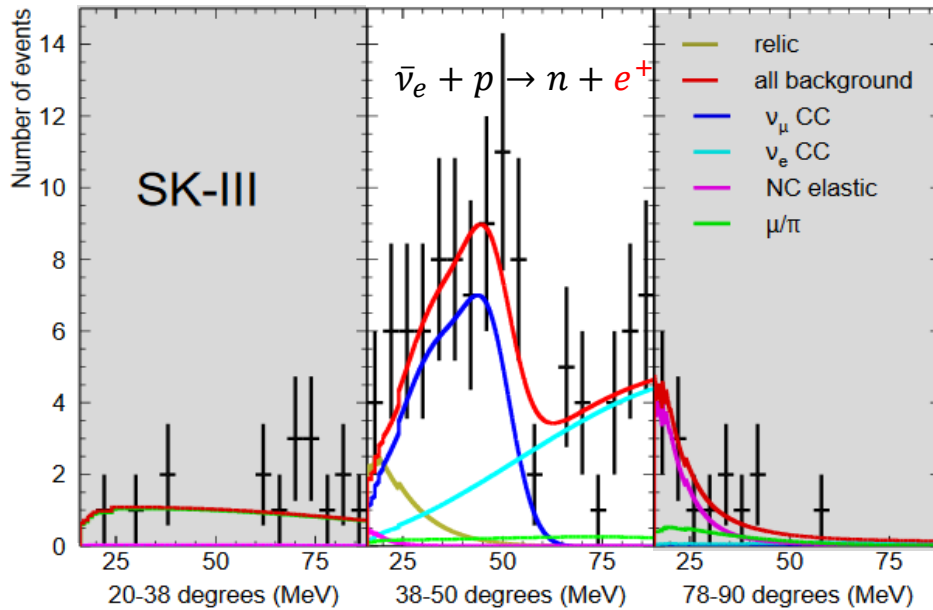 Number of events
14
12
10
8
6
4
2
0
SK-III
ν̄ₑ + p → n + e⁺
relic
all background
νμ CC
νe CC
NC elastic
μ/π
25 50 75 25 50 75 25 50 75
20-38 degrees (MeV) 38-50 degrees (MeV) 78-90 degrees (MeV)